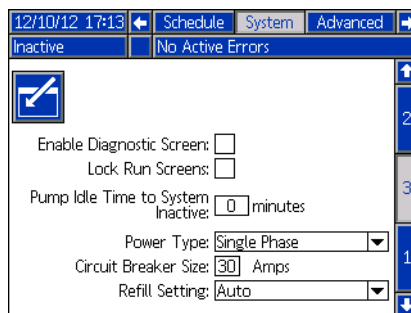 12/10/12 17:13 Schedule System Advanced
Inactive No Active Errors
2
Enable Diagnostic Screen:
Lock Run Screens:
3
Pump Idle Time to System
Inactive: 0 minutes
Power Type: Single Phase
1
Circuit Breaker Size: 30 Amps
Refill Setting: Auto